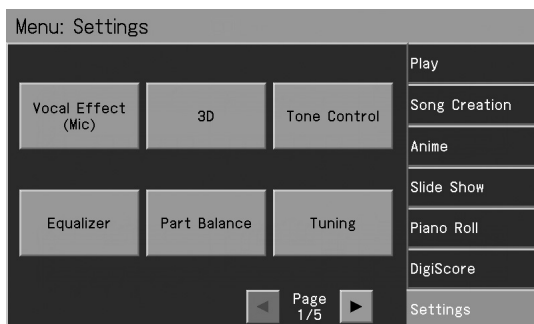 Menu: Settings
Vocal Effect
(Mic)
3D
Tone Control
Equalizer
Part Balance
Tuning
Page
1/5
Play
Song Creation
Anime
Slide Show
Piano Roll
DigiScore
Settings